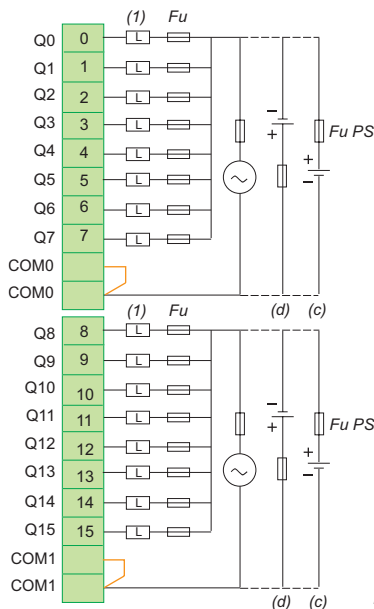 (1) Fu
Q0 0 L
Q1 1 L
Q2 2 L
Q3 3 L
Q4 4 L
Q5 5 L
Q6 6 L
Q7 7 L
COM0
COM0
− +
+ −
Fu PS
(d) (c)
(1) Fu
Q8 8 L
Q9 9 L
Q10 10 L
Q11 11 L
Q12 12 L
Q13 13 L
Q14 14 L
Q15 15 L
COM1
COM1
− +
+ −
Fu PS
(d) (c)